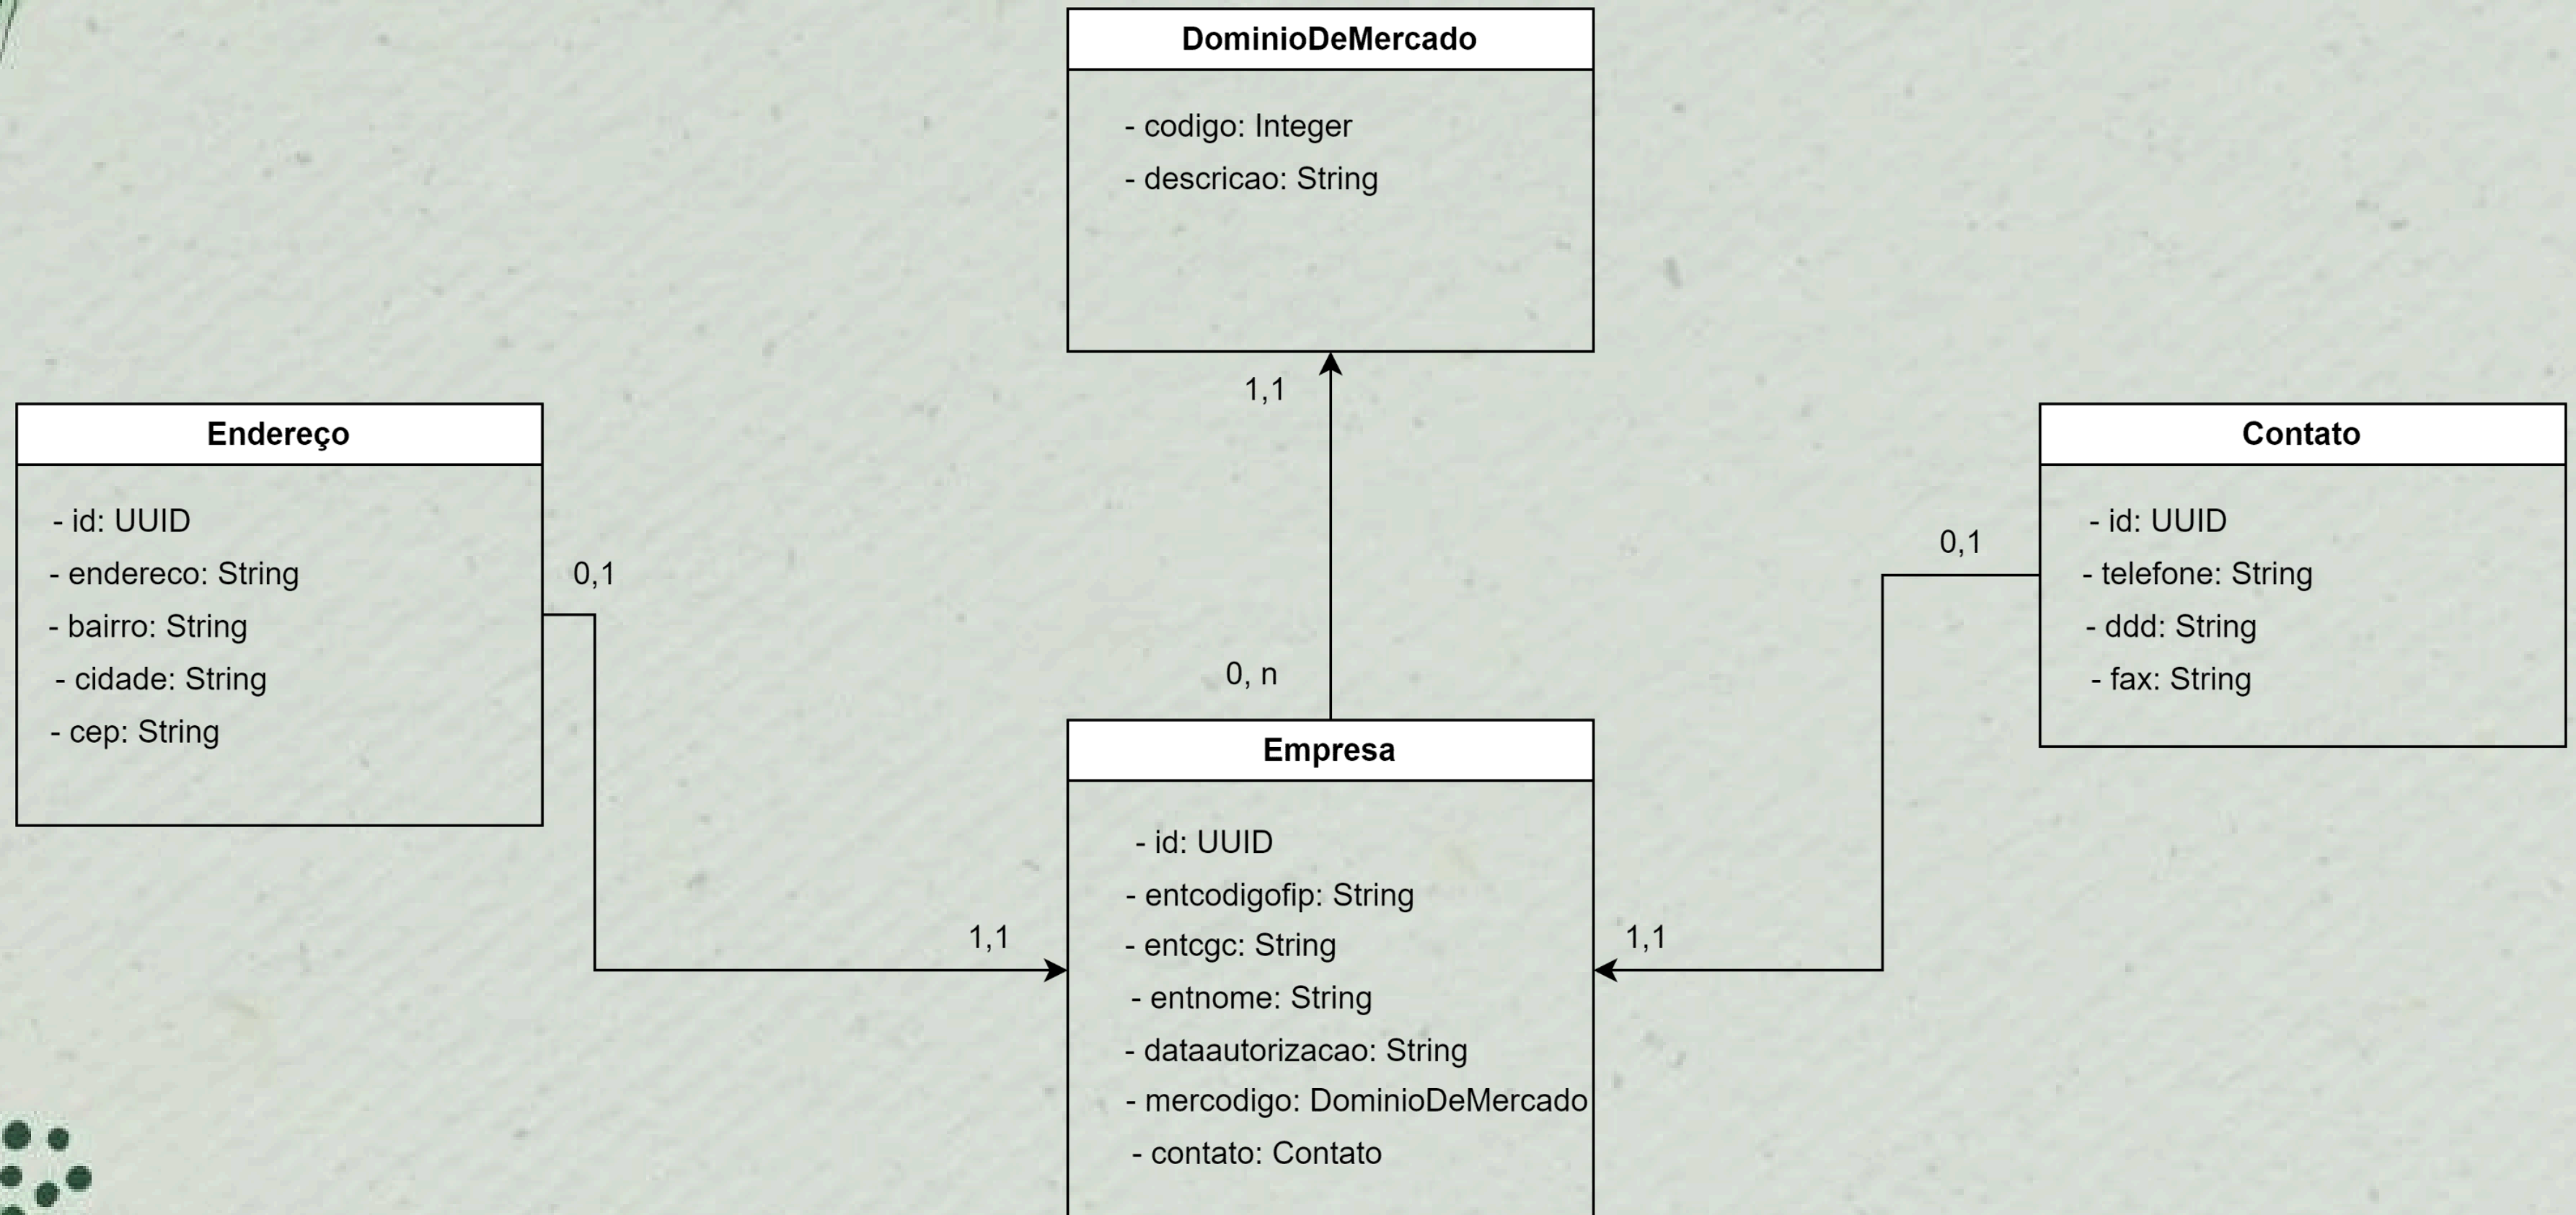 DominioDeMercado
- codigo: Integer
- descricao: String
1,1
0, n
Endereço
- id: UUID
- endereco: String
- bairro: String
- cidade: String
- cep: String
0,1
1,1
Contato
- id: UUID
- telefone: String
- ddd: String
- fax: String
0,1
1,1
Empresa
- id: UUID
- entcodigofip: String
- entcgc: String
- entnome: String
- dataautorizacao: String
- mercodigo: DominioDeMercado
- contato: Contato